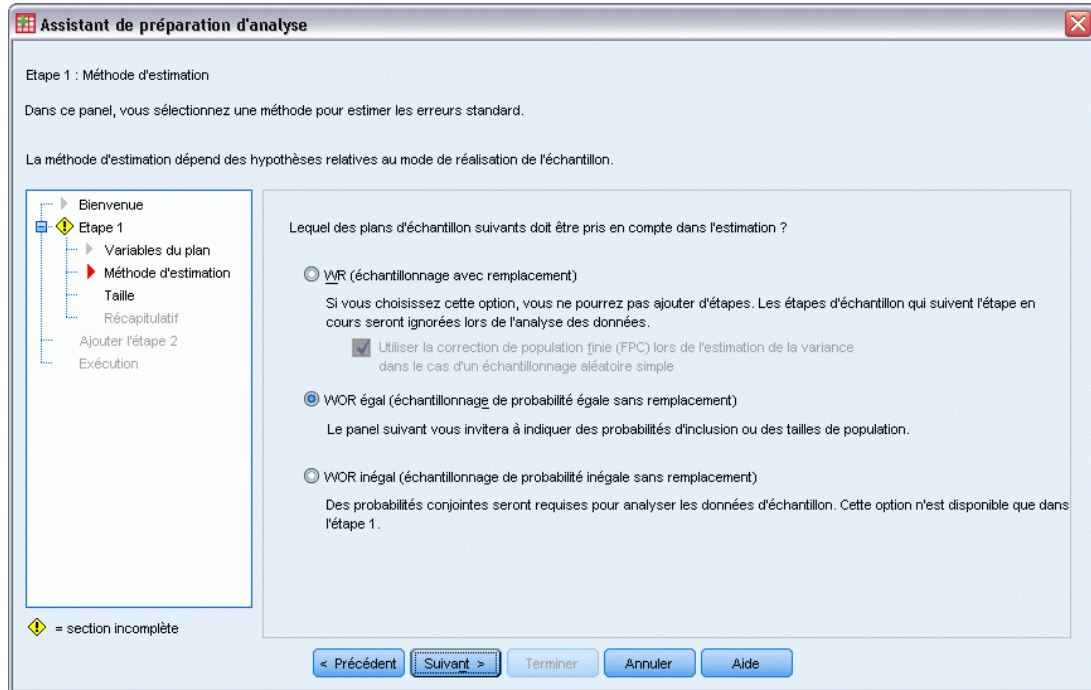 Assistant de préparation d'analyse
Etape 1 : Méthode d'estimation
Dans ce panel, vous sélectionnez une méthode pour estimer les erreurs standard.
La méthode d'estimation dépend des hypothèses relatives au mode de réalisation de l'échantillon.
Bienvenue
Etape 1
Variables du plan
Méthode d'estimation
Taille
Récapitulatif
Ajouter l'étape 2
Exécution
= section incomplète
Lequel des plans d'échantillon suivants doit être pris en compte dans l'estimation ?
WR (échantillonnage avec remplacement)
Si vous choisissez cette option, vous ne pourrez pas ajouter d'étapes. Les étapes d'échantillon qui suivent l'étape en
cours seront ignorées lors de l'analyse des données.
Utiliser la correction de population finie (FPC) lors de l'estimation de la variance
dans le cas d'un échantillonnage aléatoire simple
WOR égal (échantillonnage de probabilité égale sans remplacement)
Le panel suivant vous invitera à indiquer des probabilités d'inclusion ou des tailles de population.
WOR inégal (échantillonnage de probabilité inégale sans remplacement)
Des probabilités conjointes seront requises pour analyser les données d'échantillon. Cette option n'est disponible que dans
l'étape 1.
< Précédent
Suivant >
Terminer
Annuler
Aide